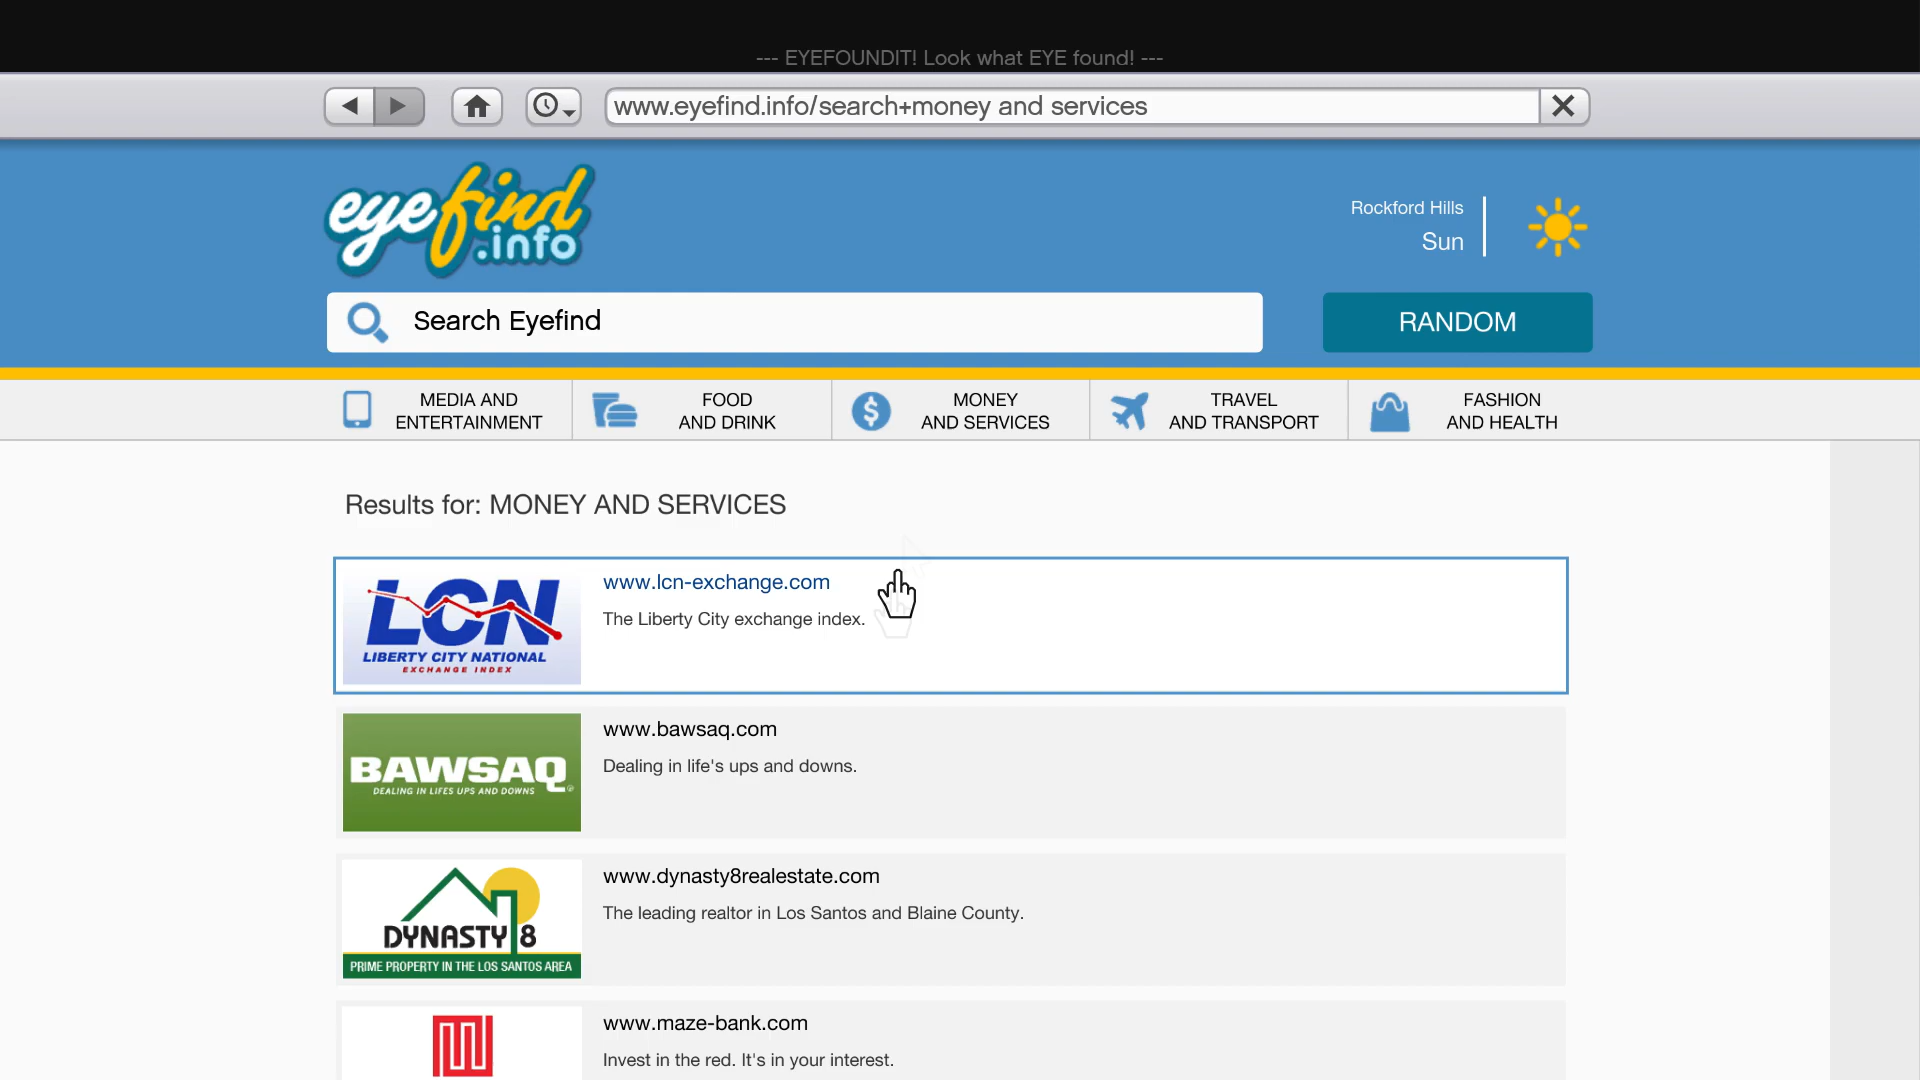 --- EYEFOUNDIT! Look what EYE found! ---
www.eyefind.info/search+money and services
eyefind
.info
Rockford Hills
Sun
Search Eyefind
RANDOM
MEDIA AND
ENTERTAINMENT
FOOD
AND DRINK
MONEY
AND SERVICES
TRAVEL
AND TRANSPORT
FASHION
AND HEALTH
Results for: MONEY AND SERVICES
LCN
LIBERTY CITY NATIONAL
EXCHANGE INDEX
www.lcn-exchange.com
The Liberty City exchange index.
BAWSAQ
DEALING IN LIFES UPS AND DOWNS
www.bawsaq.com
Dealing in life's ups and downs.
DYNASTY 8
PRIME PROPERTY IN THE LOS SANTOS AREA
www.dynasty8realestate.com
The leading realtor in Los Santos and Blaine County.
www.maze-bank.com
Invest in the red. It's in your interest.